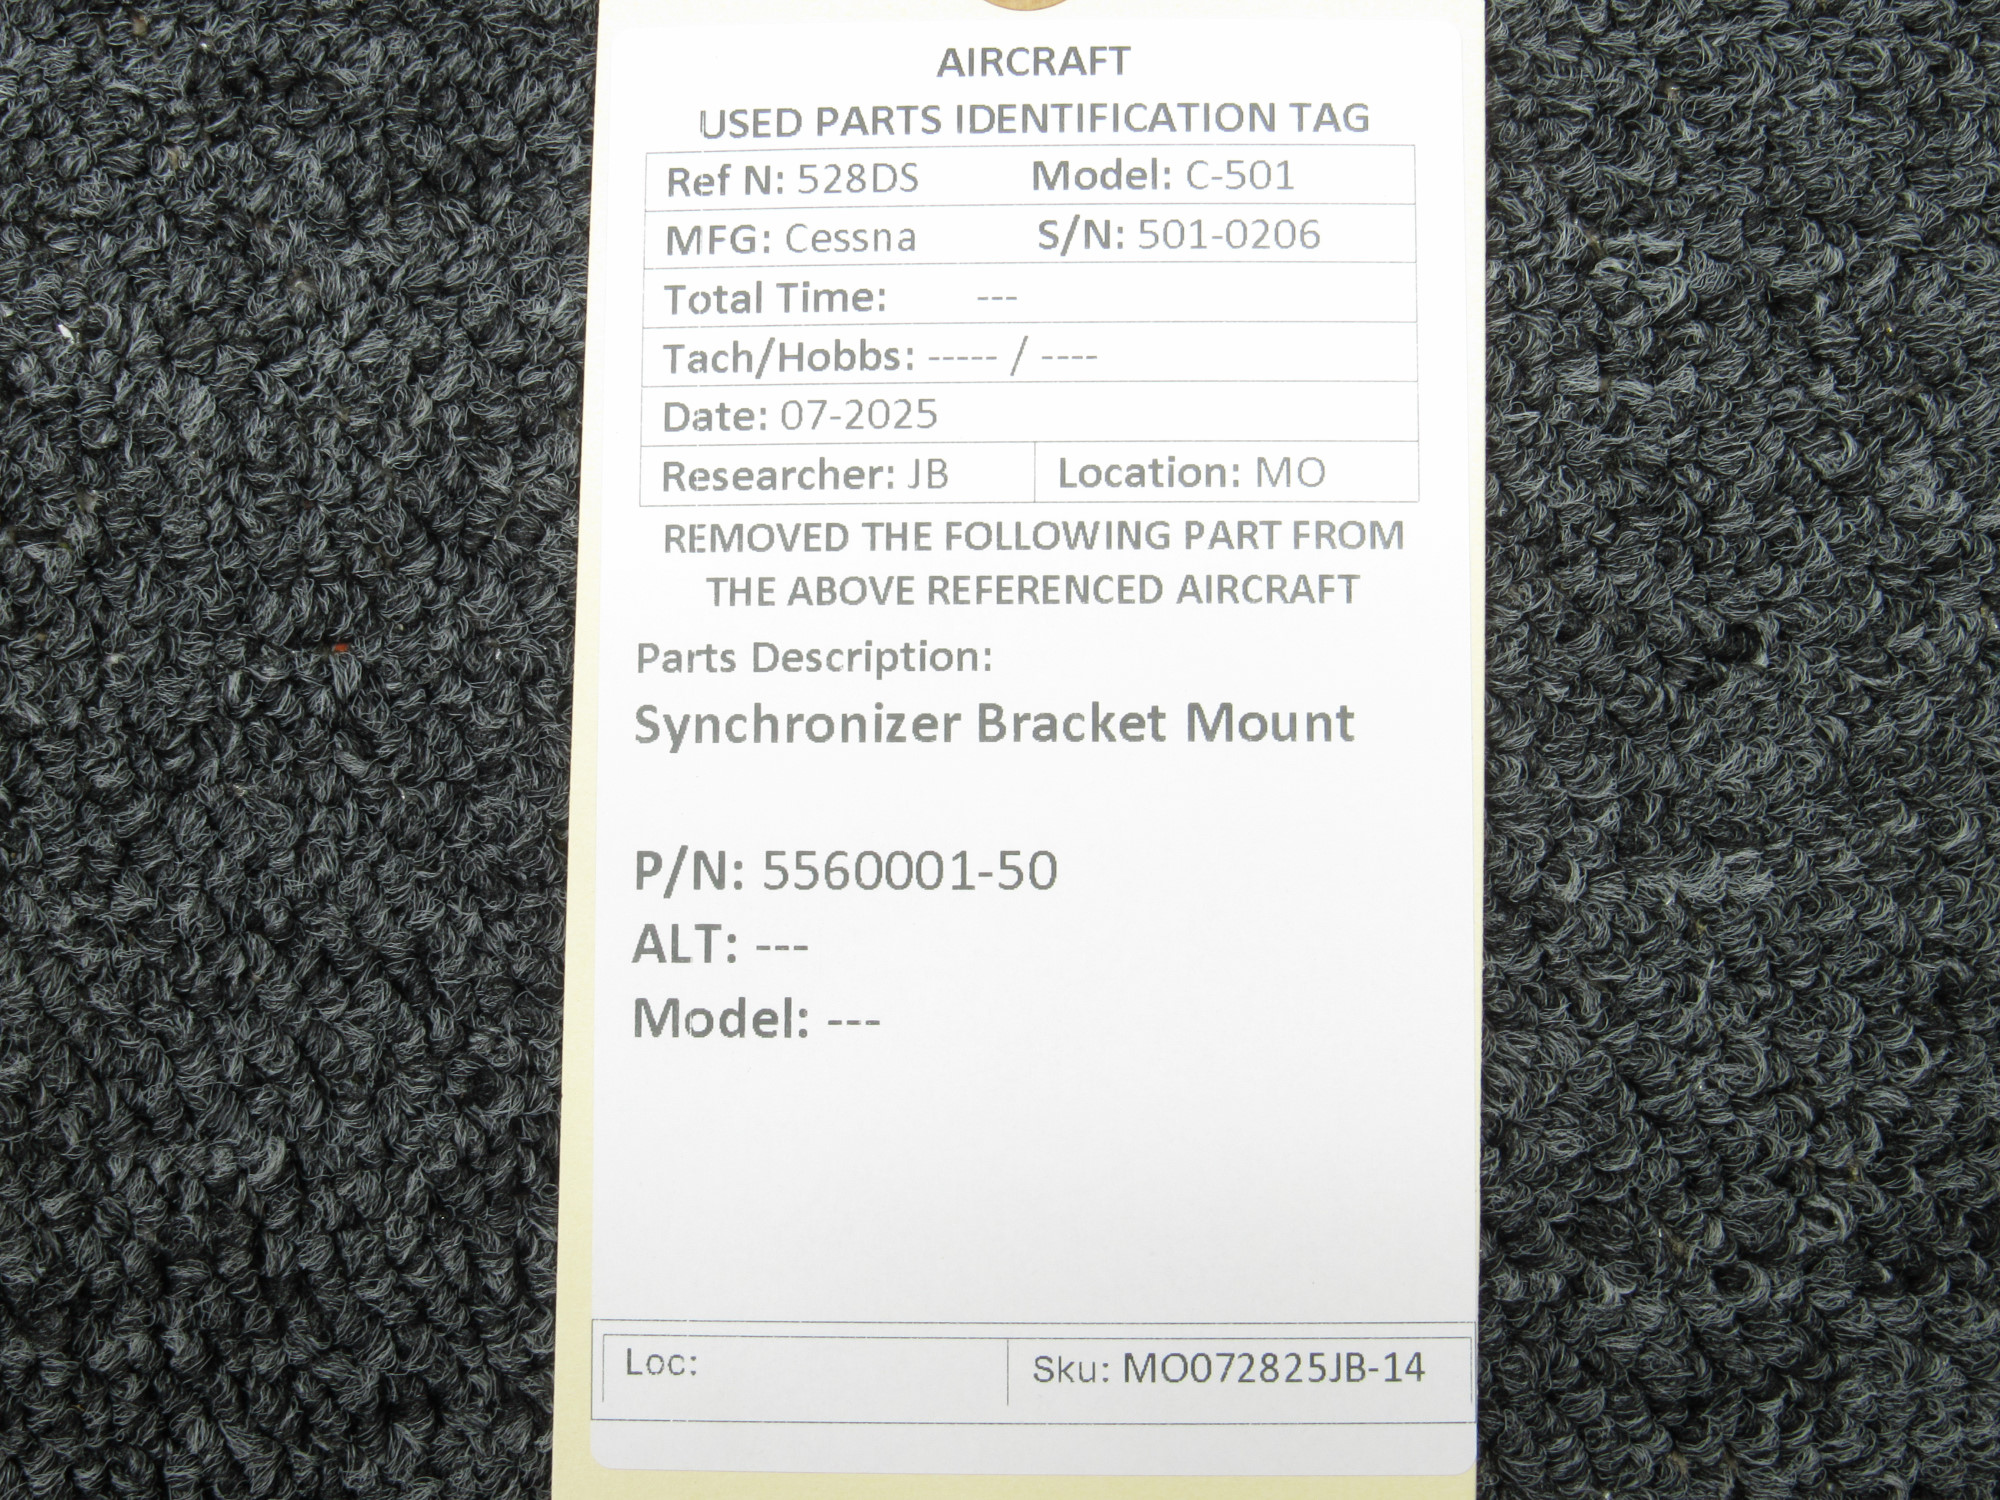 AIRCRAFT
USED PARTS IDENTIFICATION TAG
Ref N: 528DS Model: C-501
MFG: Cessna S/N: 501-0206
Total Time: ---
Tach/Hobbs: ----- / ----
Date: 07-2025
Researcher: JB Location: MO
REMOVED THE FOLLOWING PART FROM
THE ABOVE REFERENCED AIRCRAFT
Parts Description:
Synchronizer Bracket Mount
P/N: 5560001-50
ALT: ---
Model: ---
Loc: Sku: MO072825JB-14